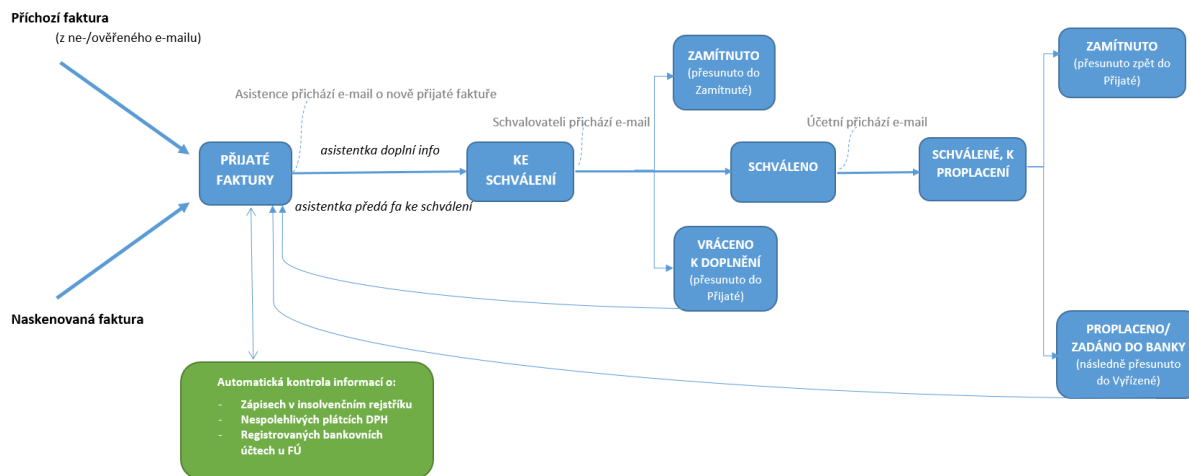 Příchozí faktura
(z ne-/ověřeného e-mailu)
Asistence přichází e-mail o nově přijaté faktuře
PŘIJATÉ
FAKTURY
asistentka doplní info
asistentka předá fa ke schválení
Naskenovaná faktura
Automatická kontrola informací o:
- Zápisech v insolvenčním rejstříku
- Nespolehlivých plátcích DPH
- Registrovaných bankovních
účtech u FÚ
KE
SCHVÁLENÍ
Schvalovateli přichází e-mail
ZAMÍTNUTO
(přesunuto do
Zamítnuté)
SCHVÁLENO
VRÁCENO
K DOPLNĚNÍ
(přesunuto do
Přijaté)
Účetní přichází e-mail
SCHVÁLENÉ, K
PROPLACENÍ
ZAMÍTNUTO
(přesunuto zpět do
Přijaté)
PROPLACENO/
ZADÁNO DO BANKY
(následně přesunuto
do Vyřízené)